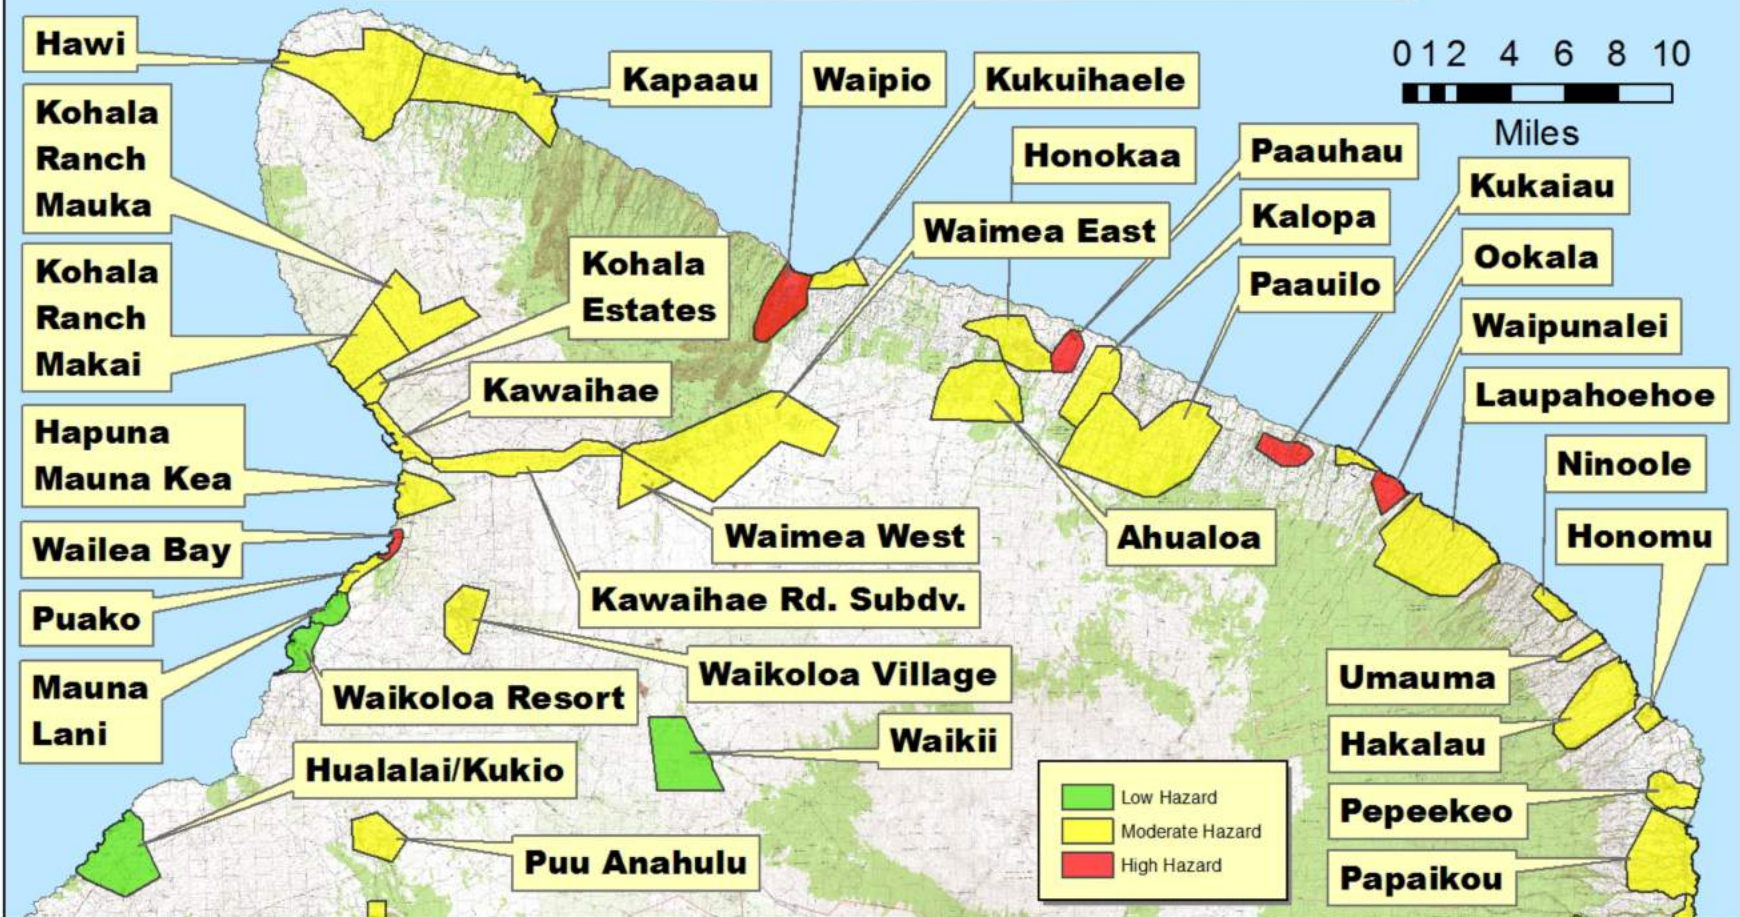 Hawi
Kohala
Ranch
Mauka
Kohala
Ranch
Makai
Hapuna
Mauna Kea
Wailea Bay
Puako
Mauna
Lani
Kapaau
Waipio
Kukuihaele
Honokaa
Waimea East
Kohala
Estates
Kawaihae
Paauhau
Kalopa
Paauilo
0 1 2 4 6 8 10
Miles
Kukaiau
Ookala
Waipunalei
Laupahoehoe
Ninoole
Honomu
Waimea West
Ahualoa
Kawaihae Rd. Subdv.
Waikoloa Village
Waikoloa Resort
Waikii
Hualalai/Kukio
Puu Anahulu
Low Hazard
Moderate Hazard
High Hazard
Umauma
Hakalau
Pepeekeo
Papaikou